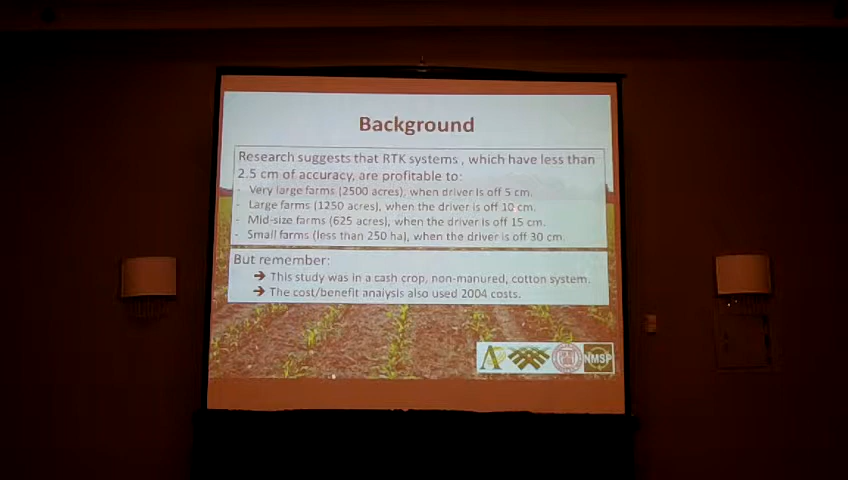 Background
Research suggests that RTK systems , which have less than
2.5 cm of accuracy, are profitable to:
- Very large farms (2500 acres), when driver is off 5 cm.
- Large farms (1250 acres), when the driver is off 10 cm.
- Mid-size farms (625 acres), when the driver is off 15 cm.
- Small farms (less than 250 ha), when the driver is off 30 cm.
But remember:
➔ This study was in a cash crop, non-manured, cotton system.
➔ The cost/benefit analysis also used 2004 costs.
NMSP